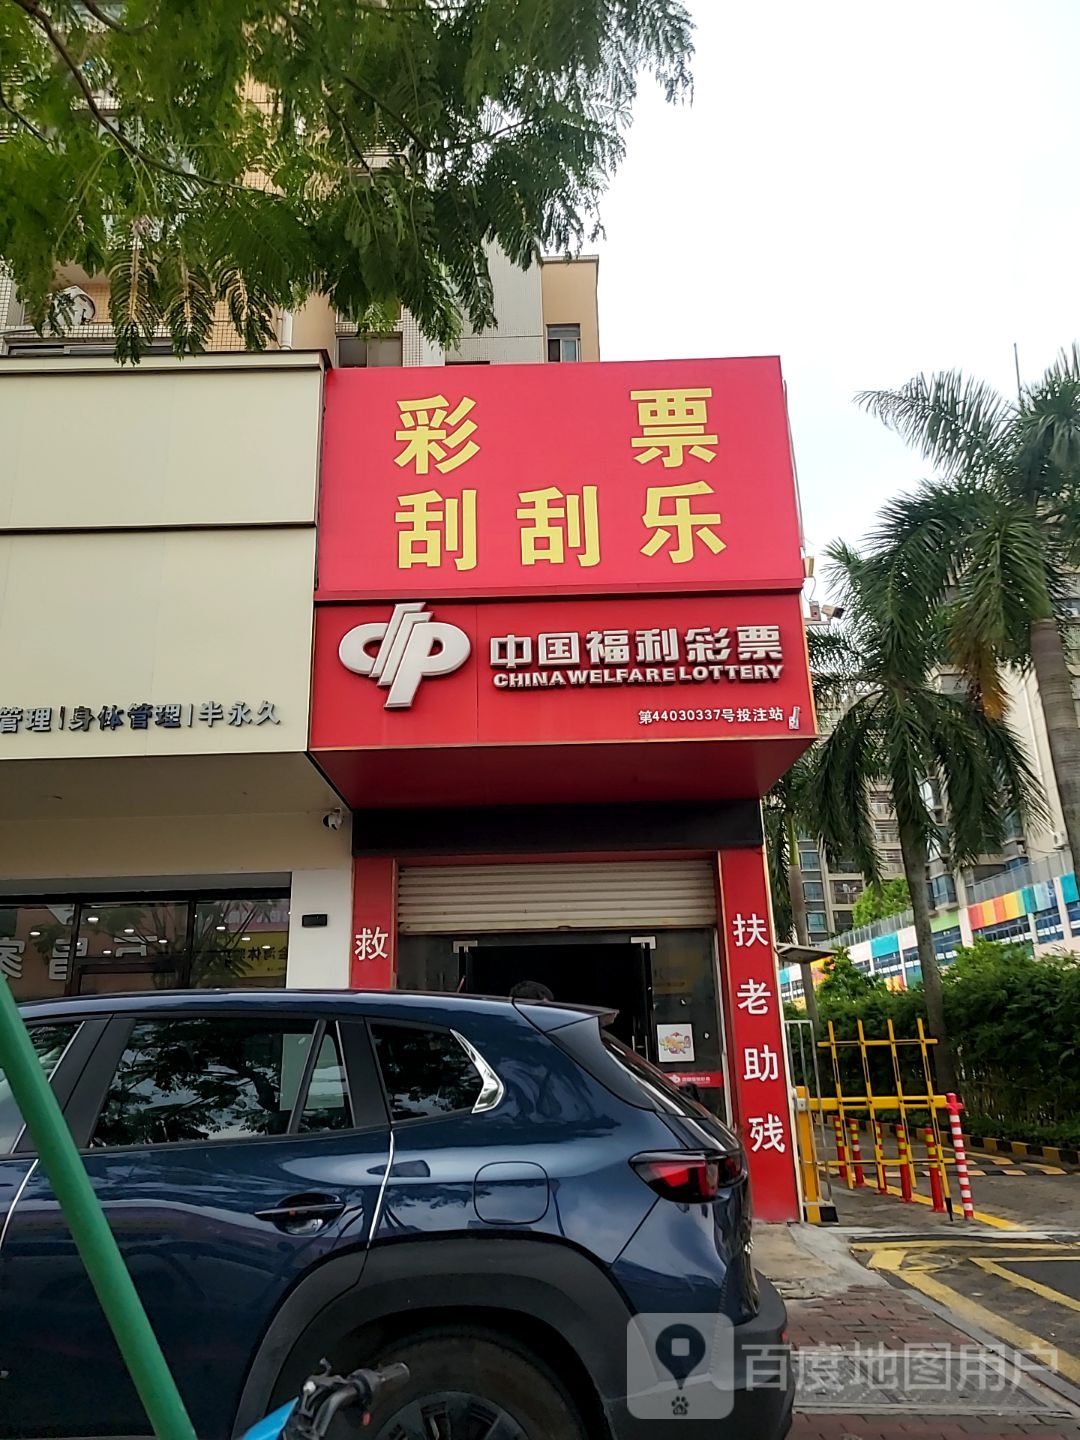 彩票
刮刮乐
中国福利彩票
CHINA WELFARE LOTTERY
第44030337号投注站
管理|身体管理|半永久
救
扶老助残
百度地图用户